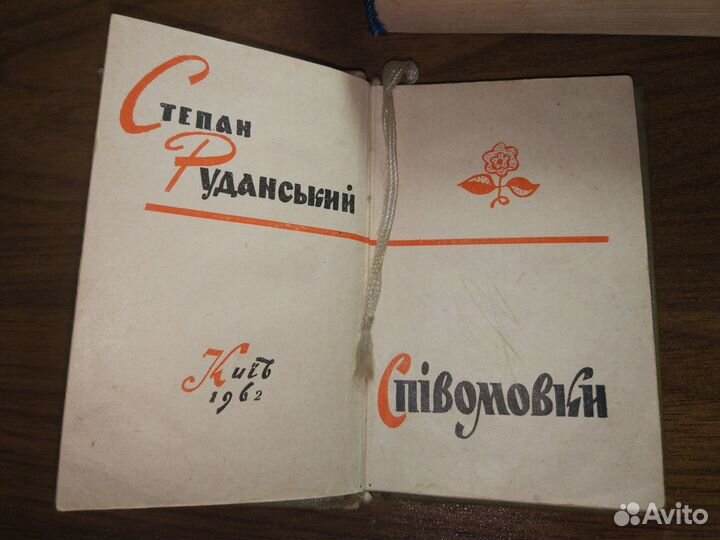 Степан
Руданський
Київ
1962
Співомовки
Avito